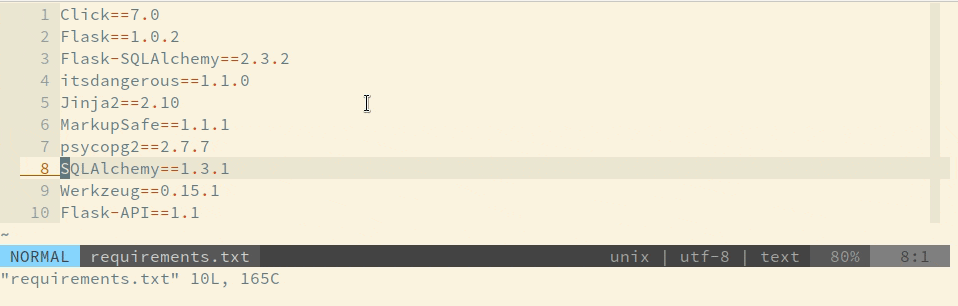 1 Click==7.0
2 Flask==1.0.2
3 Flask-SQLAlchemy==2.3.2
4 itsdangerous==1.1.0
5 Jinja2==2.10
6 MarkupSafe==1.1.1
7 psycopg2==2.7.7
8 SQLAlchemy==1.3.1
9 Werkzeug==0.15.1
10 Flask-API==1.1
~
NORMAL requirements.txt unix | utf-8 | text 80% 8:1
"requirements.txt" 10L, 165C